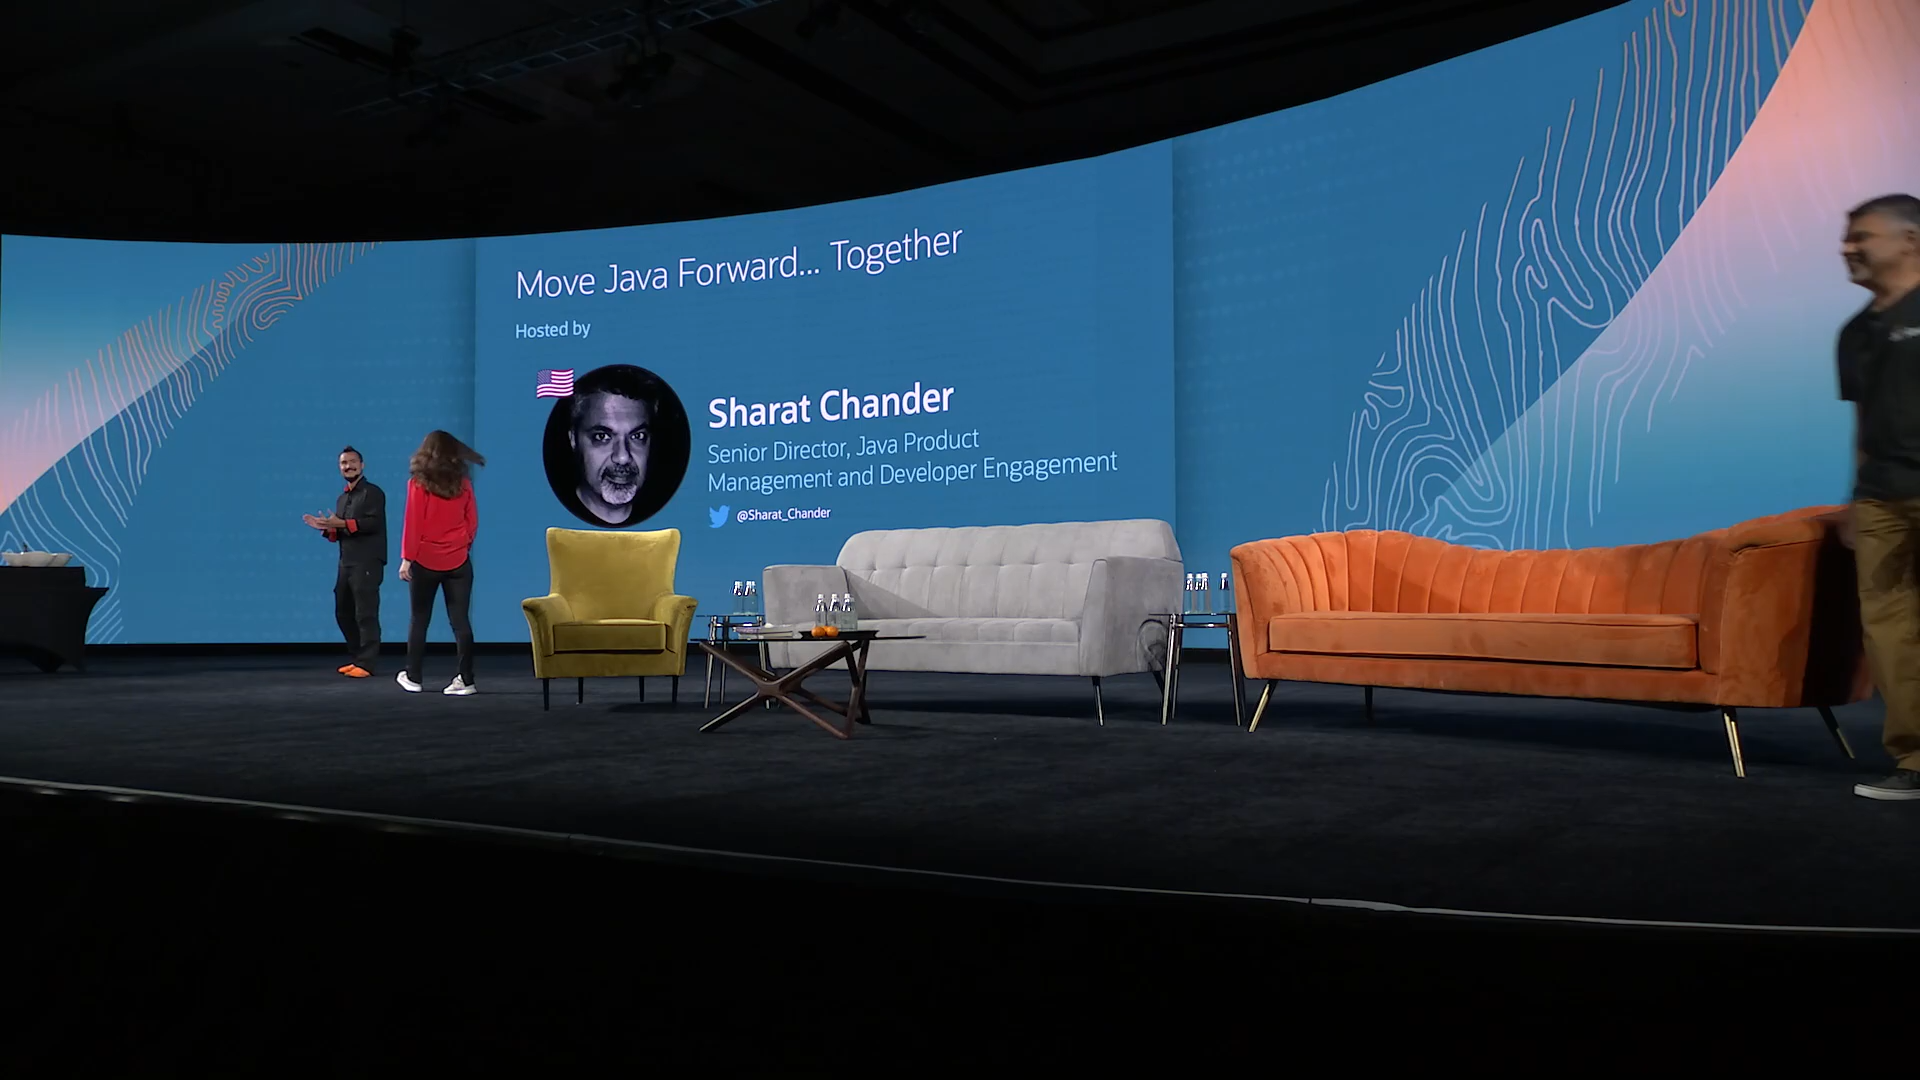 Move Java Forward... Together
Hosted by
Sharat Chander
Senior Director, Java Product
Management and Developer Engagement
@Sharat_Chander